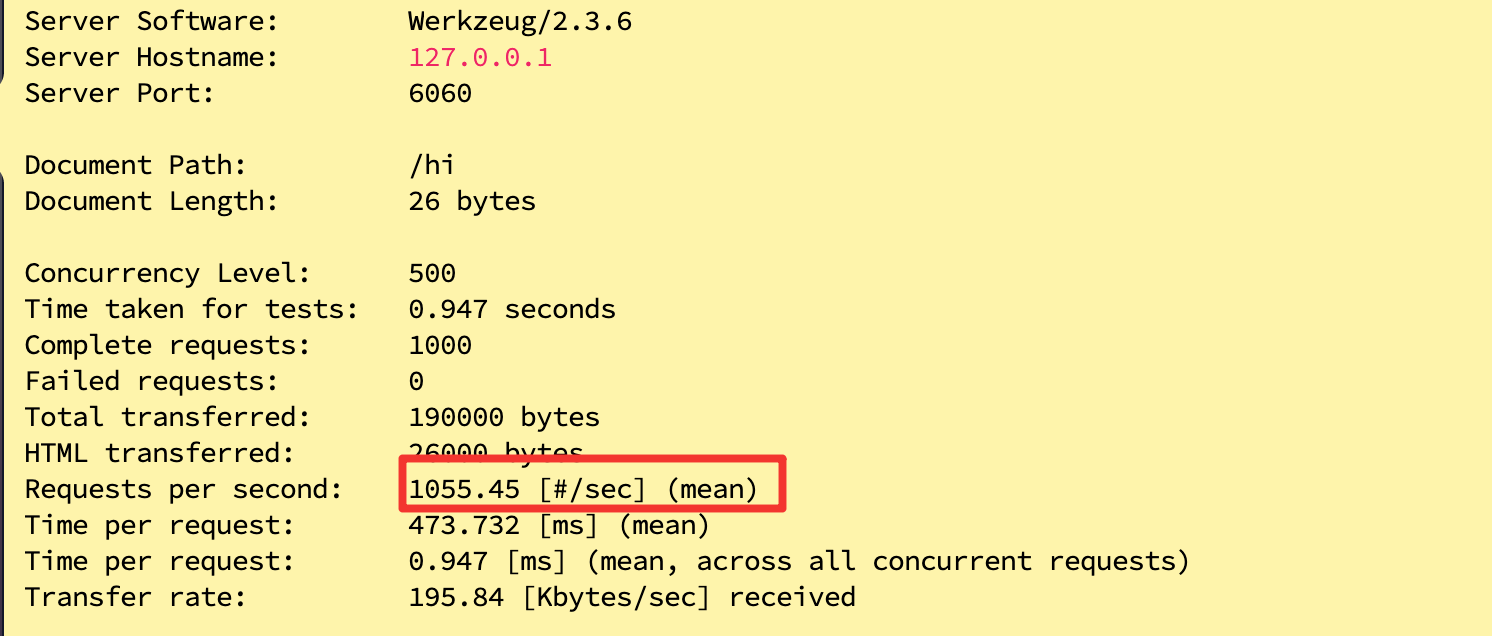 Server Software: Werkzeug/2.3.6
Server Hostname: 127.0.0.1
Server Port: 6060
Document Path: /hi
Document Length: 26 bytes
Concurrency Level: 500
Time taken for tests: 0.947 seconds
Complete requests: 1000
Failed requests: 0
Total transferred: 190000 bytes
HTML transferred: 26000 bytes
Requests per second: 1055.45 [#/sec] (mean)
Time per request: 473.732 [ms] (mean)
Time per request: 0.947 [ms] (mean, across all concurrent requests)
Transfer rate: 195.84 [Kbytes/sec] received